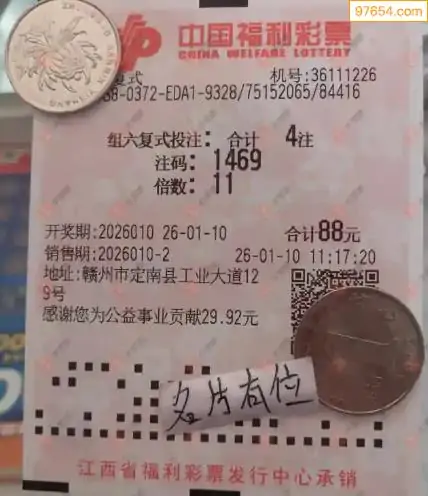 97654.com
中国福利彩票
CHINA WELFARE LOTTERY
复式 机号:36111226
68-0372-EDA1-9328/75152065/84416
组六复式投注: 合计 4注
注码: 1469
倍数: 11
开奖期:2026010 26-01-10 合计88元
销售期:2026010-2 26-01-10 11:17:20
地址:赣州市定南县工业大道12
9号
感谢您为公益事业贡献29.92元
名片有位
江西省福利彩票发行中心承销